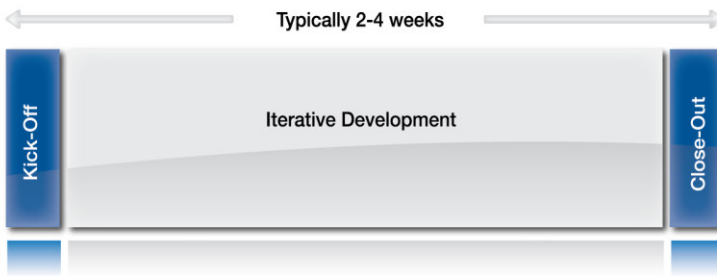 Typically 2-4 weeks
Kick-Off
Iterative Development
Close-Out